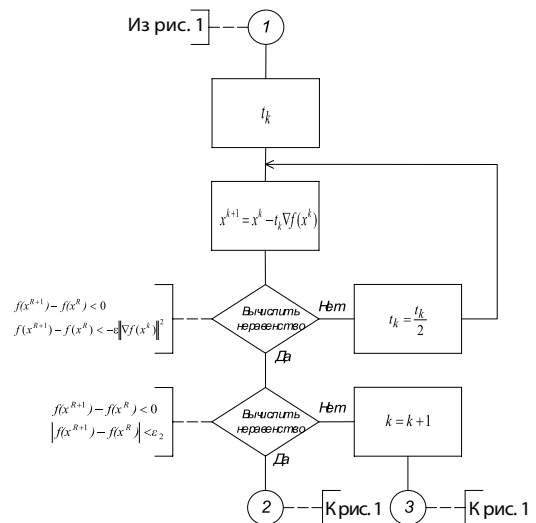 Из рис. 1
1
t_k
x^{k+1} = x^k - t_k ∇f(x^k)
f(x^{R+1}) - f(x^R) < 0
f(x^{R+1}) - f(x^R) < -ε‖∇f(x^k)‖^2
Вычислить
неравенство
Нет
t_k = t_k/2
Да
f(x^{R+1}) - f(x^R) < 0
|f(x^{R+1}) - f(x^R)| < ε_2
Вычислить
неравенство
Нет
k = k + 1
Да
2
К рис. 1
3
К рис. 1